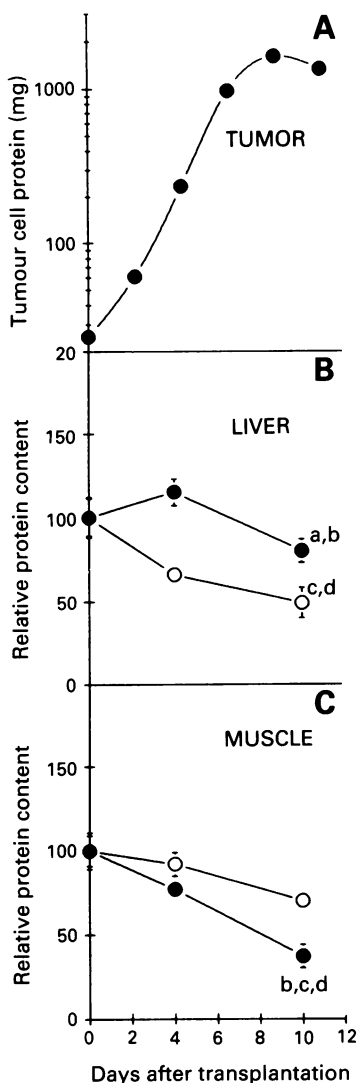 A
Tumour cell protein (mg)
1000
100
20
TUMOR
B
Relative protein content
150
100
50
0
LIVER
a,b
c,d
C
Relative protein content
150
100
50
0
MUSCLE
b,c,d
0 2 4 6 8 10 12
Days after transplantation